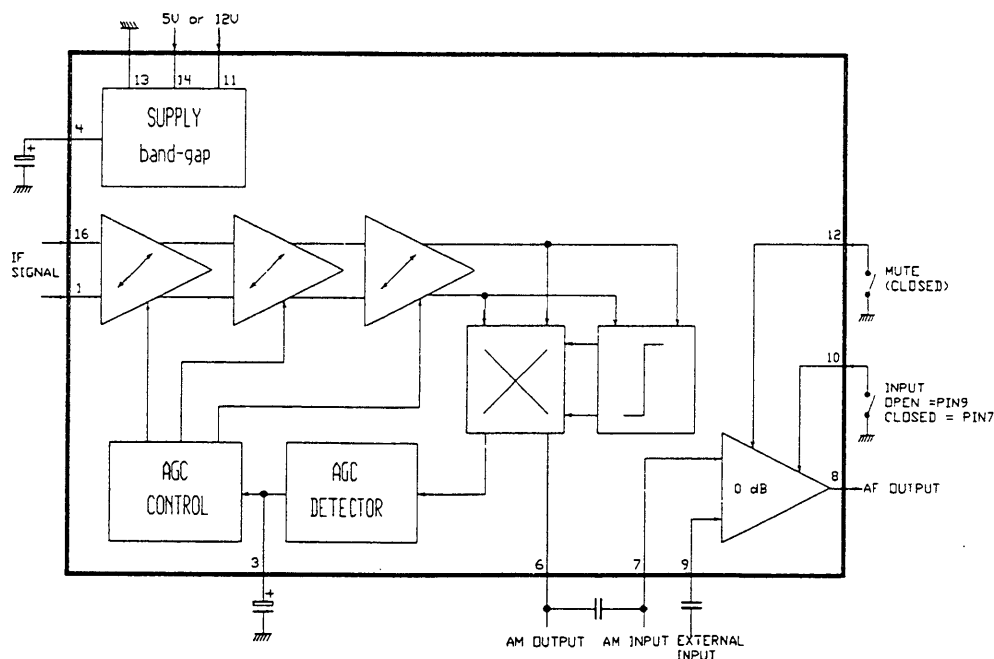 5V or 12V
13 14 11
SUPPLY
band-gap
4
+
16
IF
SIGNAL
1
12
MUTE
(CLOSED)
10
INPUT
OPEN =PIN9
CLOSED = PIN7
AGC
CONTROL
AGC
DETECTOR
0 dB
8
AF OUTPUT
3
6
7
9
+
AM OUTPUT
AM INPUT
EXTERNAL
INPUT